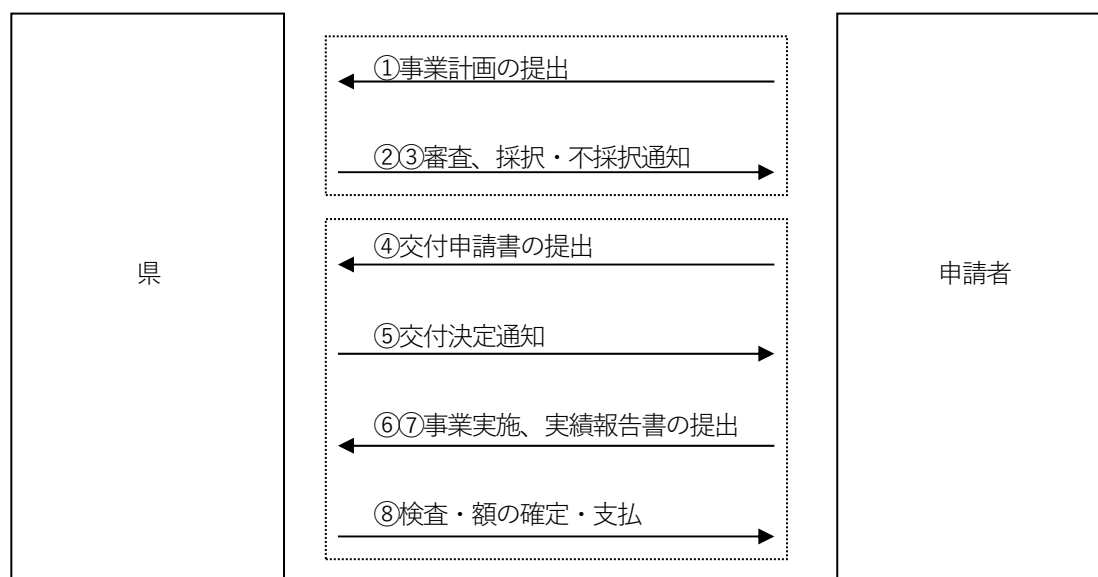 ①事業計画の提出
②③審査、採択・不採択通知
④交付申請書の提出
県
申請者
⑤交付決定通知
⑥⑦事業実施、実績報告書の提出
⑧検査・額の確定・支払